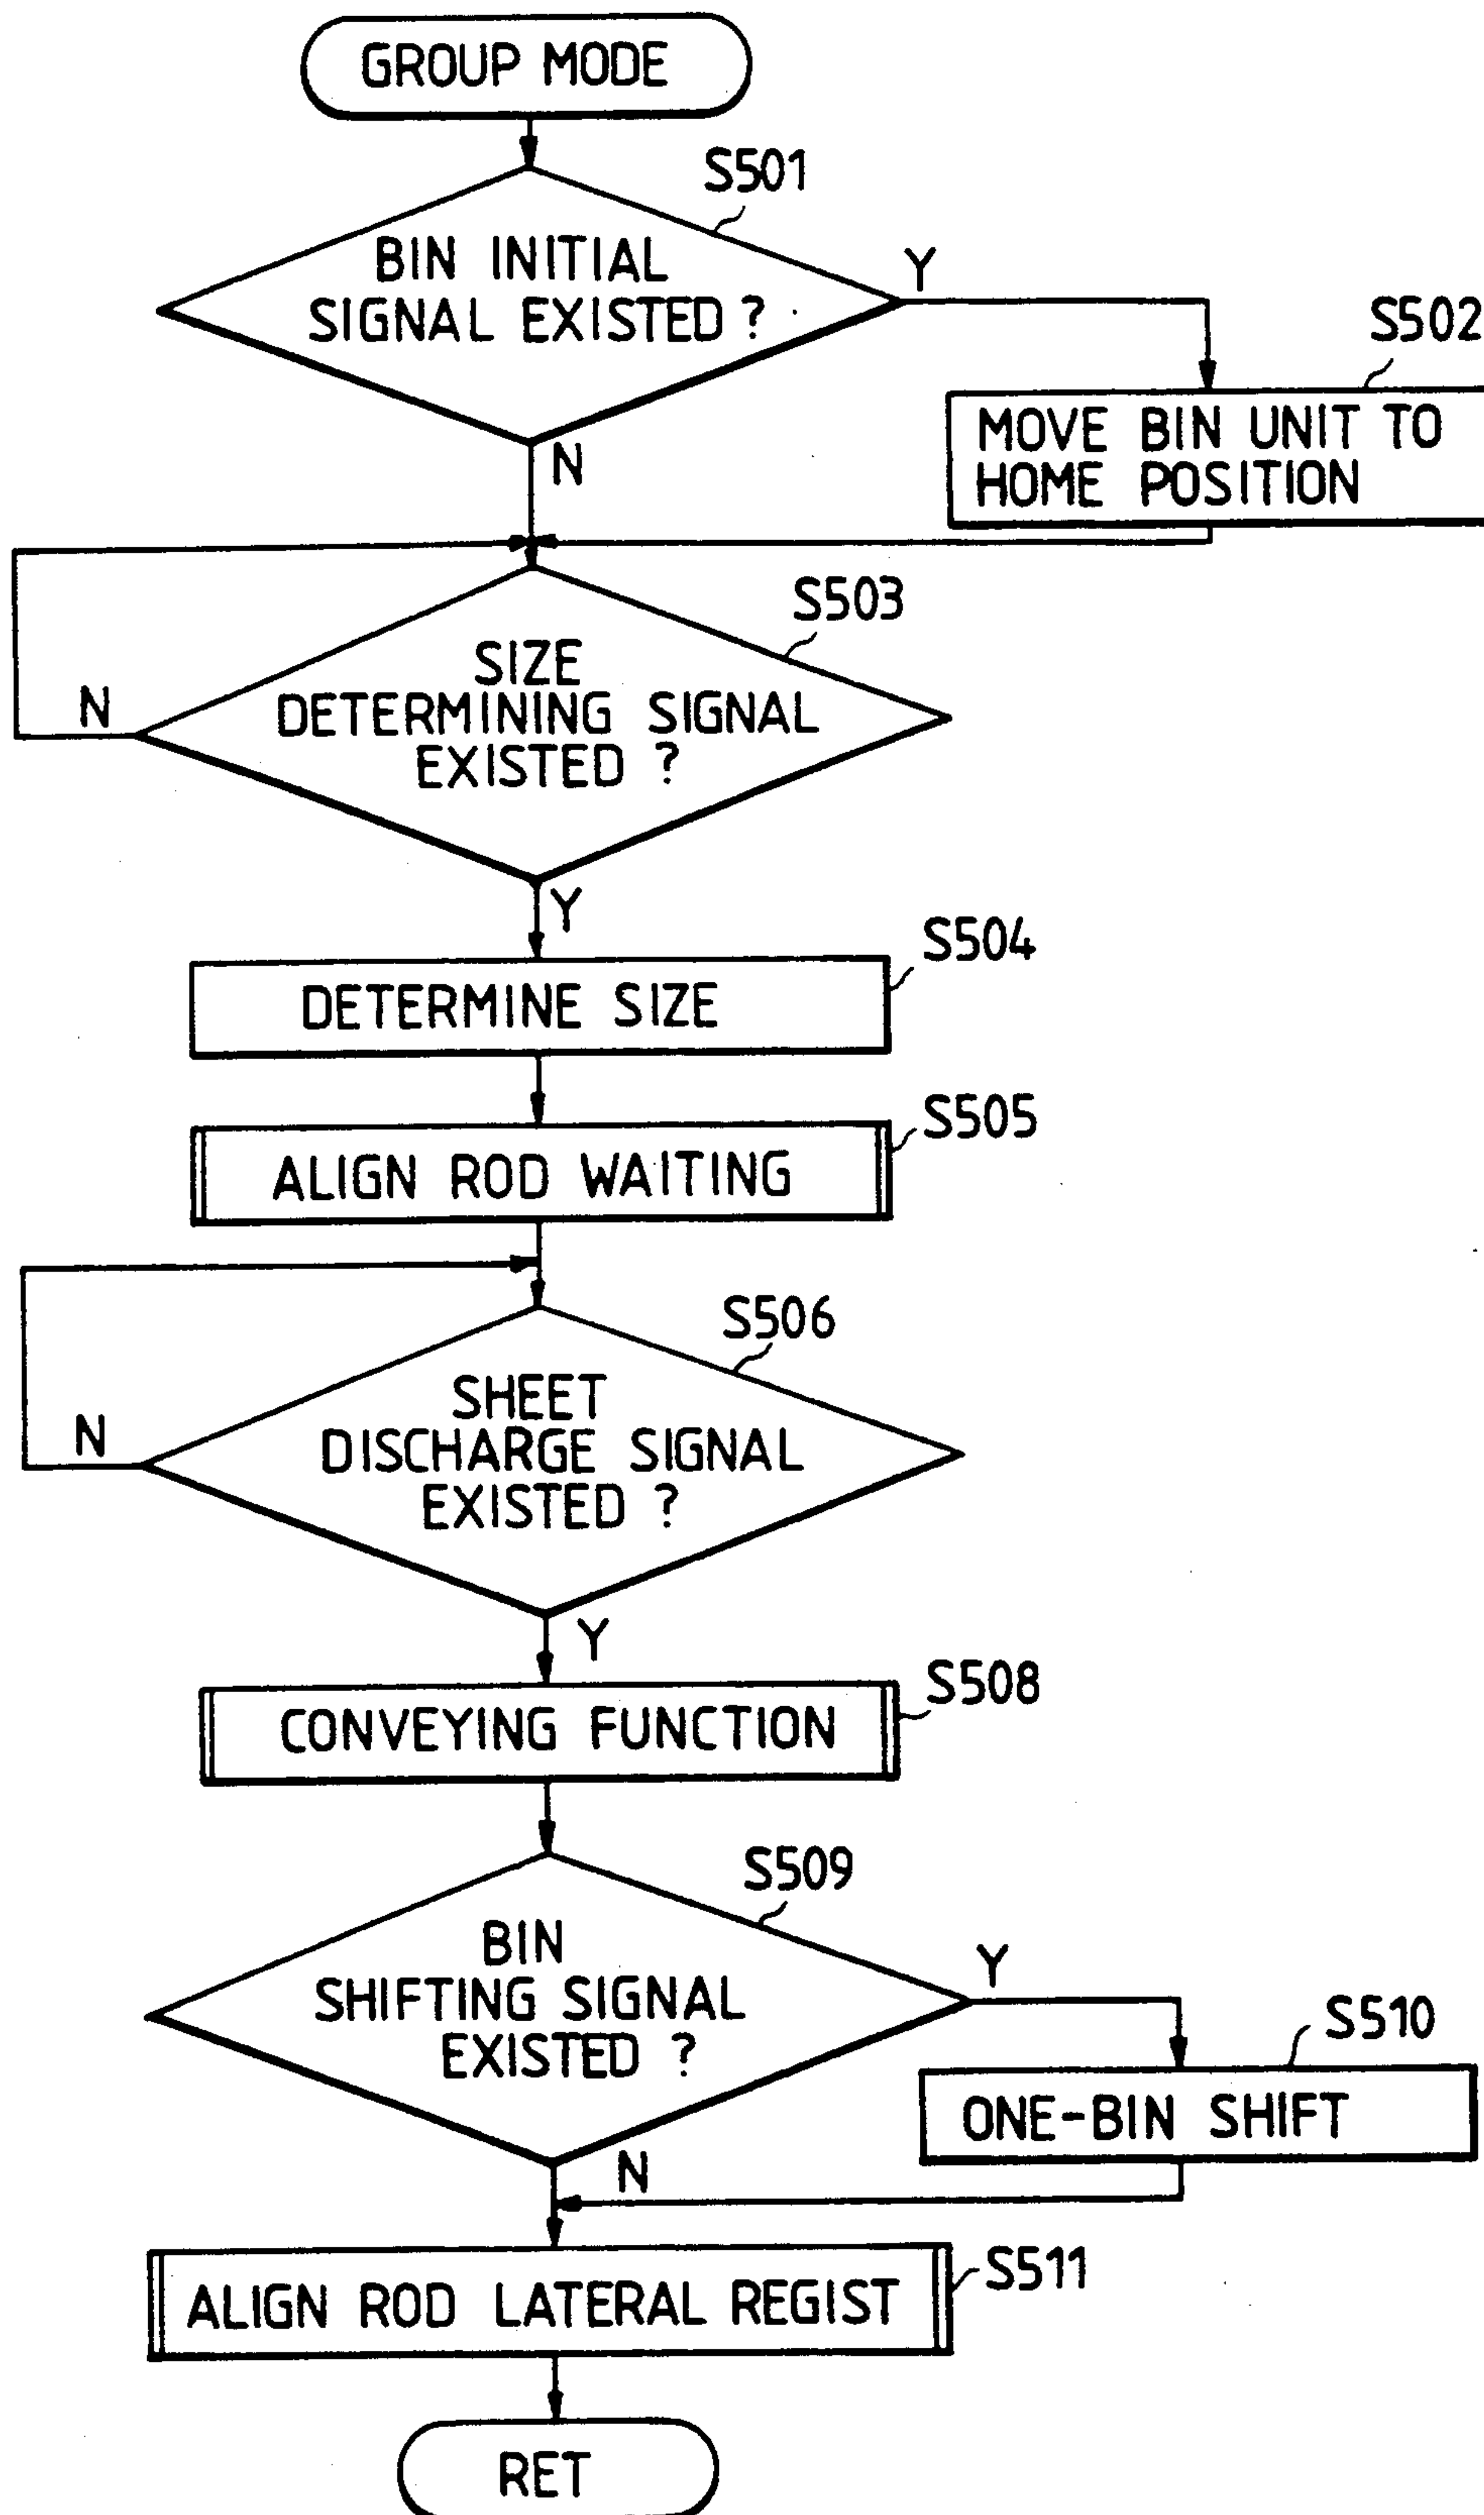 GROUP MODE
S501
BIN INITIAL
SIGNAL EXISTED ?
Y
S502
MOVE BIN UNIT TO
HOME POSITION
N
S503
SIZE
DETERMINING SIGNAL
EXISTED ?
N
Y
S504
DETERMINE SIZE
S505
ALIGN ROD WAITING
S506
SHEET
DISCHARGE SIGNAL
EXISTED ?
N
Y
S508
CONVEYING FUNCTION
S509
BIN
SHIFTING SIGNAL
EXISTED ?
Y
S510
ONE-BIN SHIFT
N
S511
ALIGN ROD LATERAL REGIST
RET